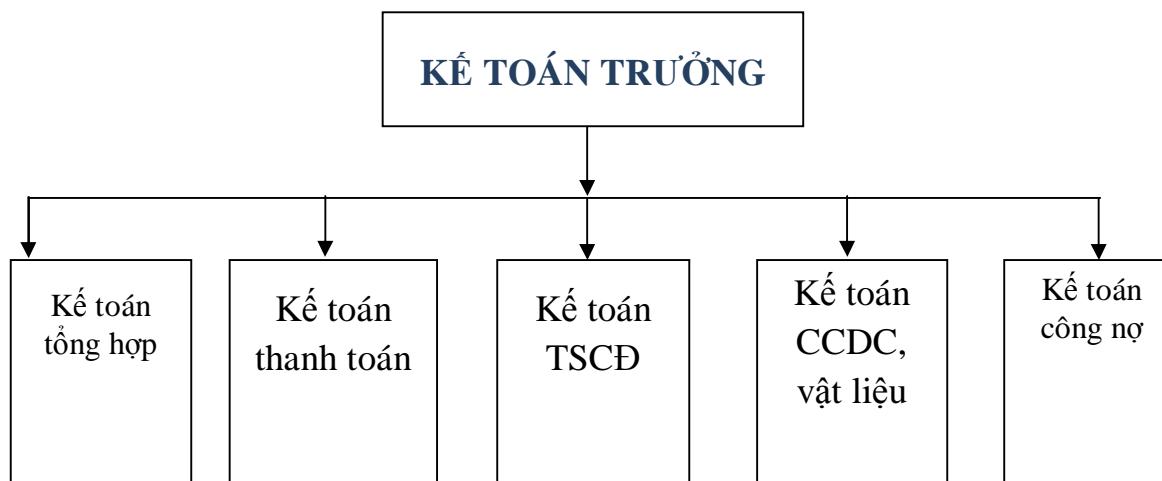 KẾ TOÁN TRƯỞNG
Kế toán
tổng hợp
Kế toán
thanh toán
Kế toán
TSCĐ
Kế toán
CCDC,
vật liệu
Kế toán
công nợ